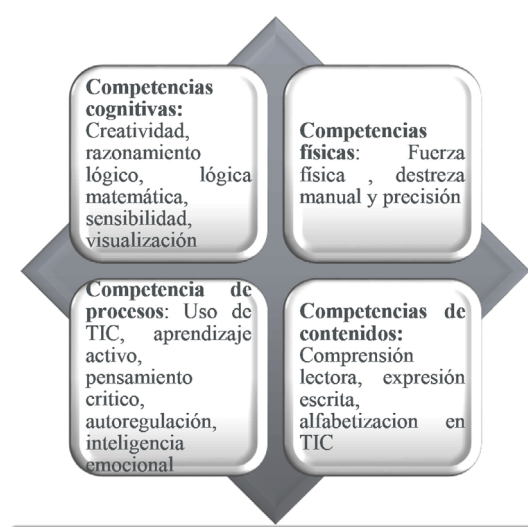 Competencias
cognitivas:
Creatividad,
razonamiento
lógico, lógica
matemática,
sensibilidad,
visualización
Competencias
físicas: Fuerza
física , destreza
manual y precisión
Competencia de
procesos: Uso de
TIC, aprendizaje
activo,
pensamiento
critico,
autoregulación,
inteligencia
emocional
Competencias de
contenidos:
Comprensión
lectora, expresión
escrita,
alfabetizacion en
TIC